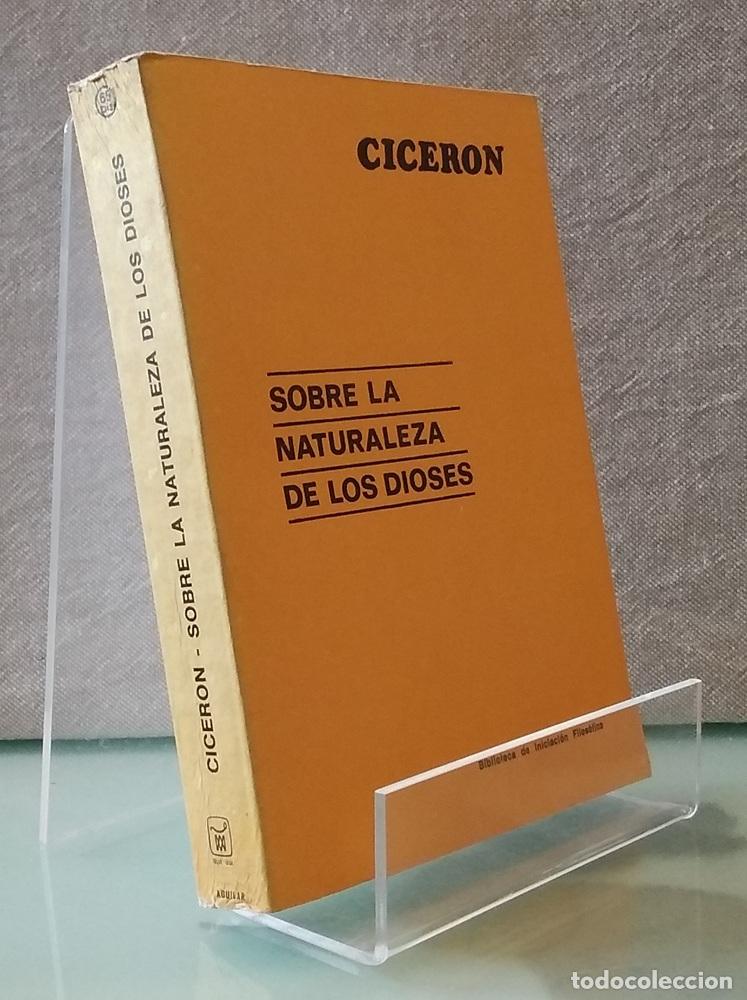 CICERON
SOBRE LA
NATURALEZA
DE LOS DIOSES
Biblioteca de Iniciación Filosófica
CICERON - SOBRE LA NATURALEZA DE LOS DIOSES
AGUILAR
todocoleccion